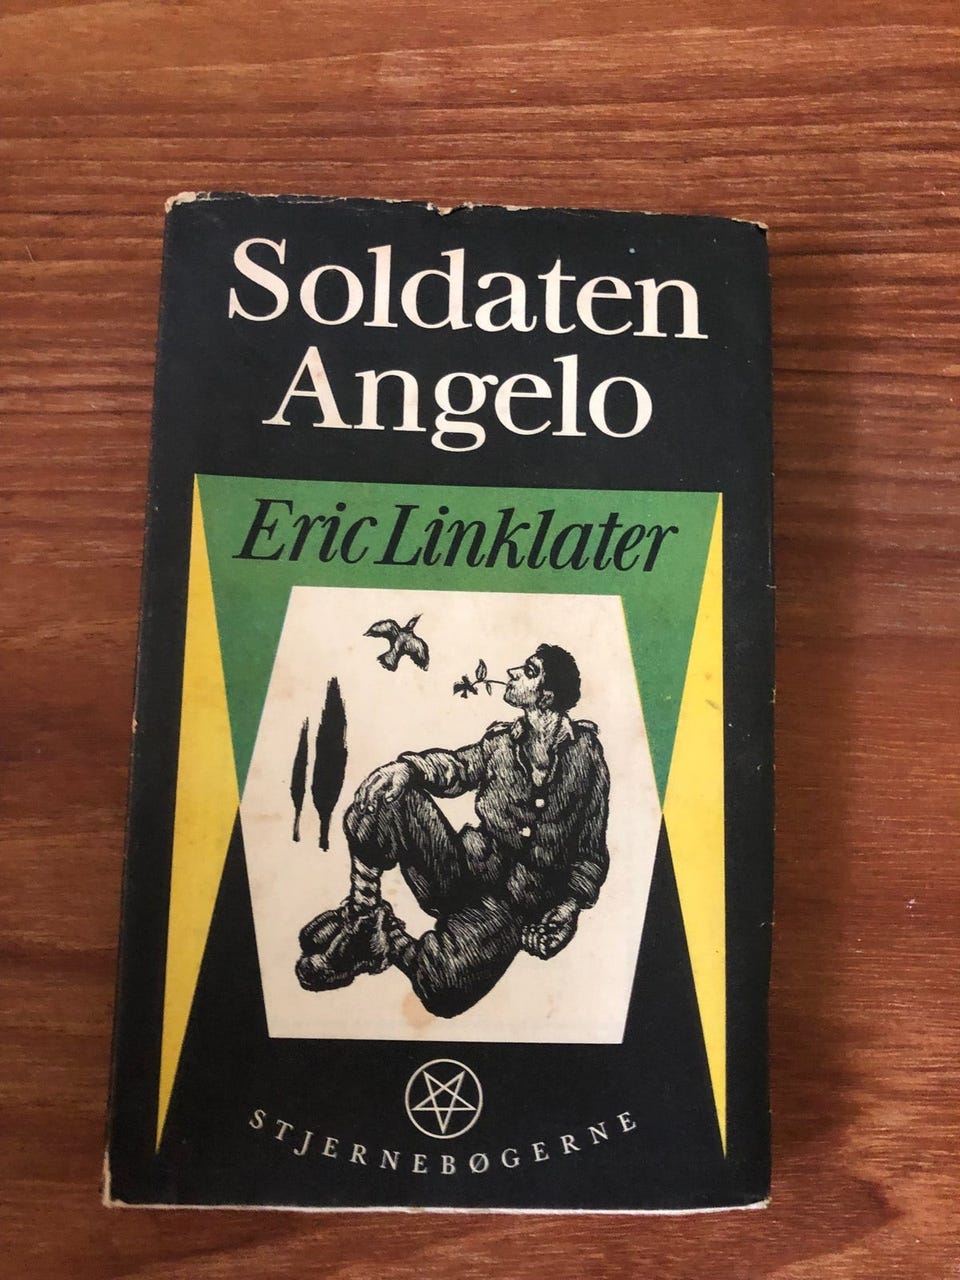 Soldaten
Angelo
Eric Linklater
STJERNEBØGERNE